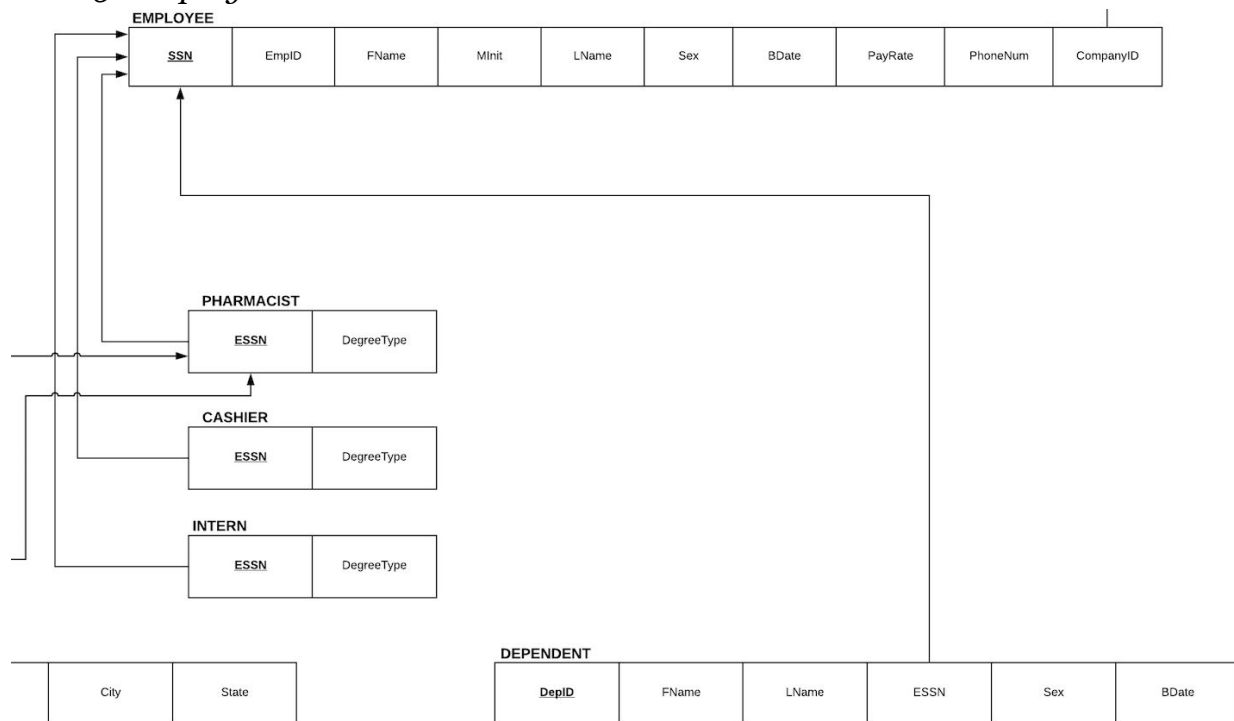 EMPLOYEE
SSN EmpID FName MInit LName Sex BDate PayRate PhoneNum CompanyID
PHARMACIST
ESSN DegreeType
CASHIER
ESSN DegreeType
INTERN
ESSN DegreeType
DEPENDENT
City State DepID FName LName ESSN Sex BDate